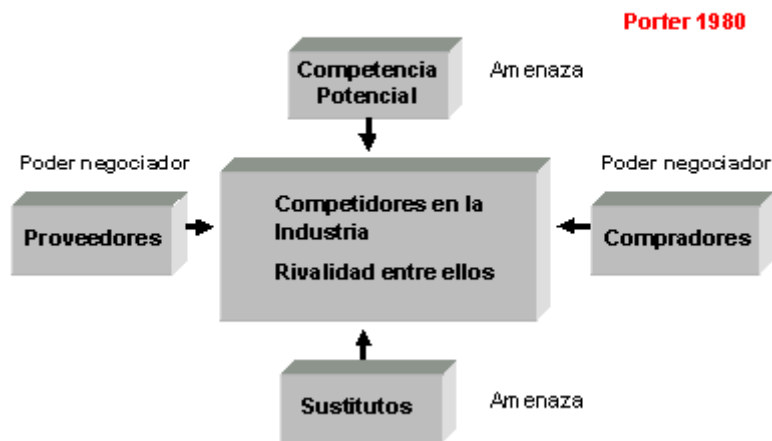 Porter 1980
Competencia
Potencial
Amenaza
Poder negociador
Poder negociador
Proveedores
Competidores en la
Industria
Rivalidad entre ellos
Compradores
Sustitutos
Amenaza